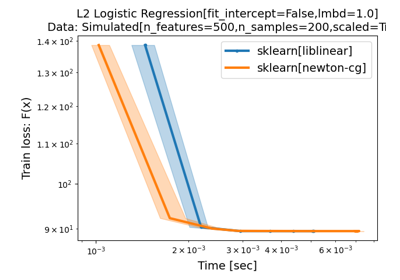 L2 Logistic Regression[fit_intercept=False,lmbd=1.0]
Data: Simulated[n_features=500,n_samples=200,scaled=Tr
sklearn[liblinear]
sklearn[newton-cg]
Train loss: F(x)
1.4 × 10²
1.3 × 10²
1.2 × 10²
1.1 × 10²
10²
9 × 10¹
10⁻³
2 × 10⁻³
3 × 10⁻³
4 × 10⁻³
6 × 10⁻³
Time [sec]